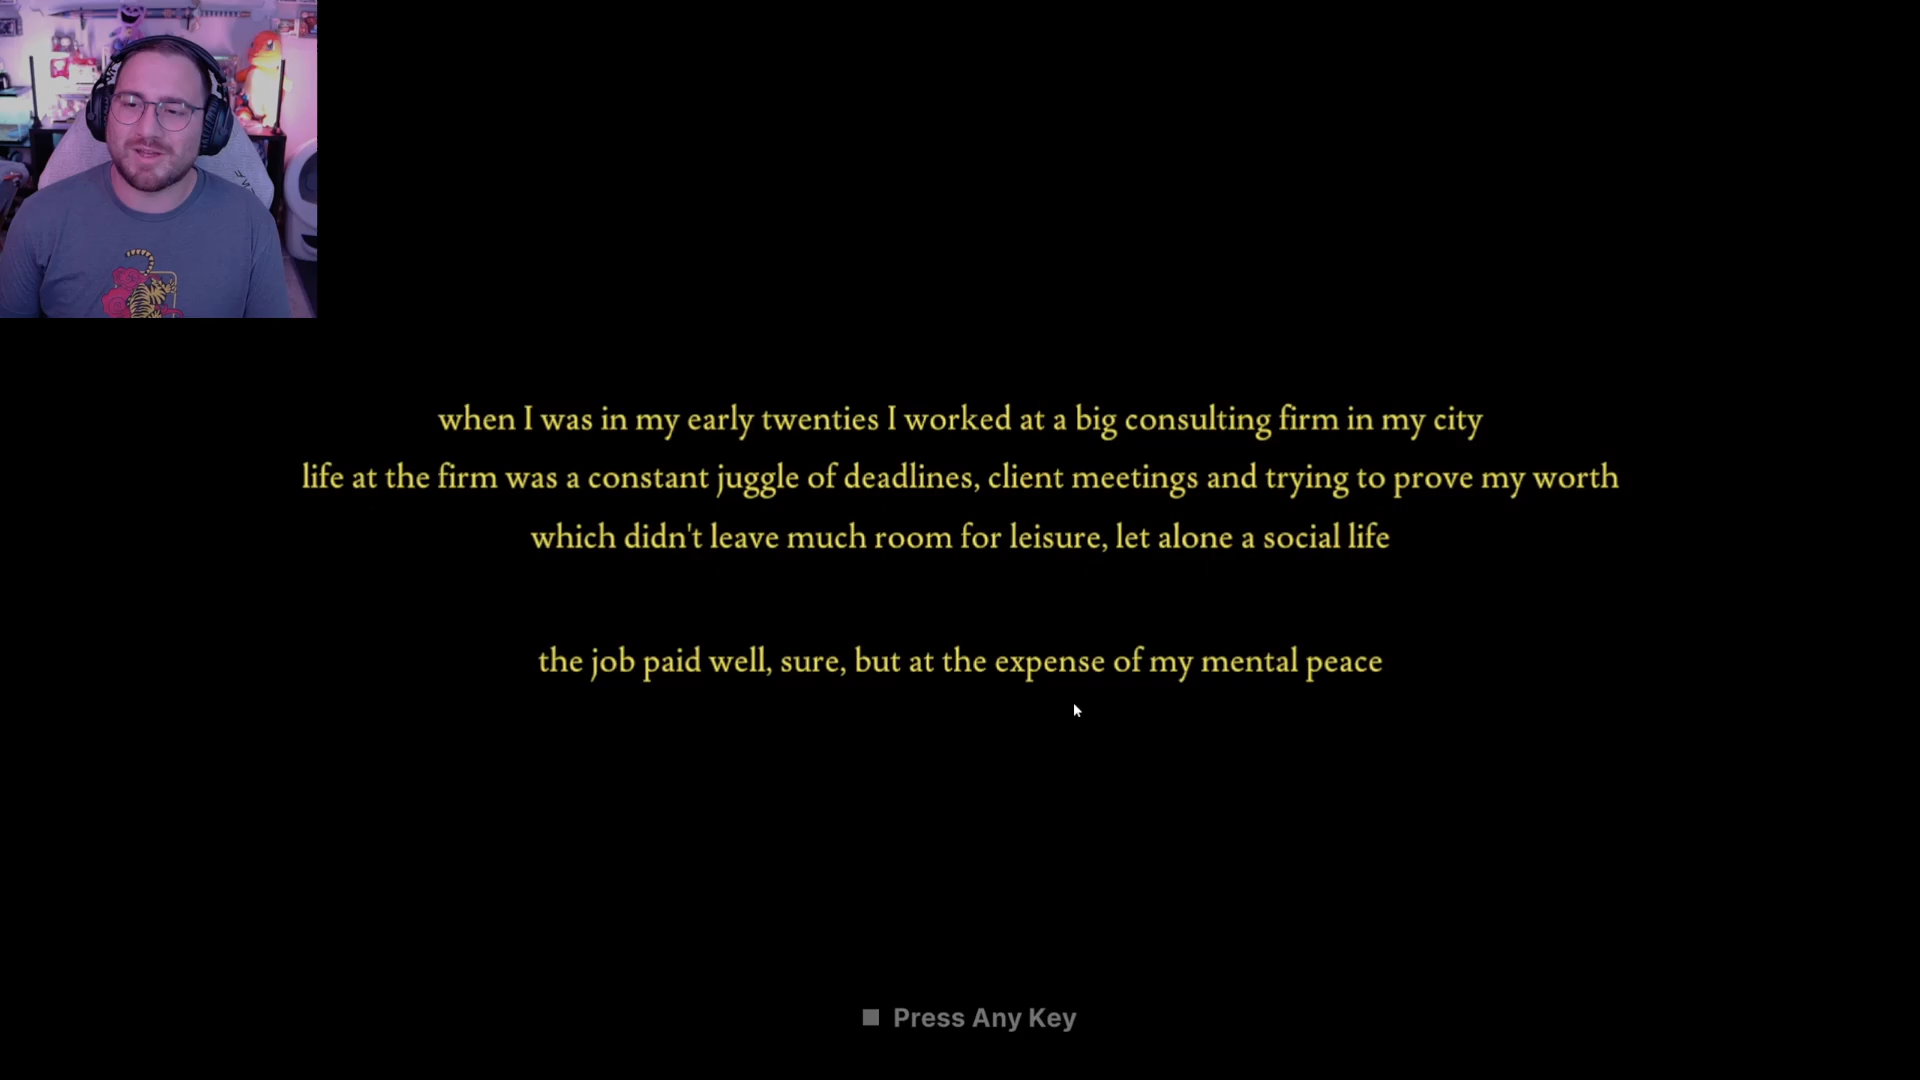 when I was in my early twenties I worked at a big consulting firm in my city
life at the firm was a constant juggle of deadlines, client meetings and trying to prove my worth
which didn't leave much room for leisure, let alone a social life
the job paid well, sure, but at the expense of my mental peace
Press Any Key